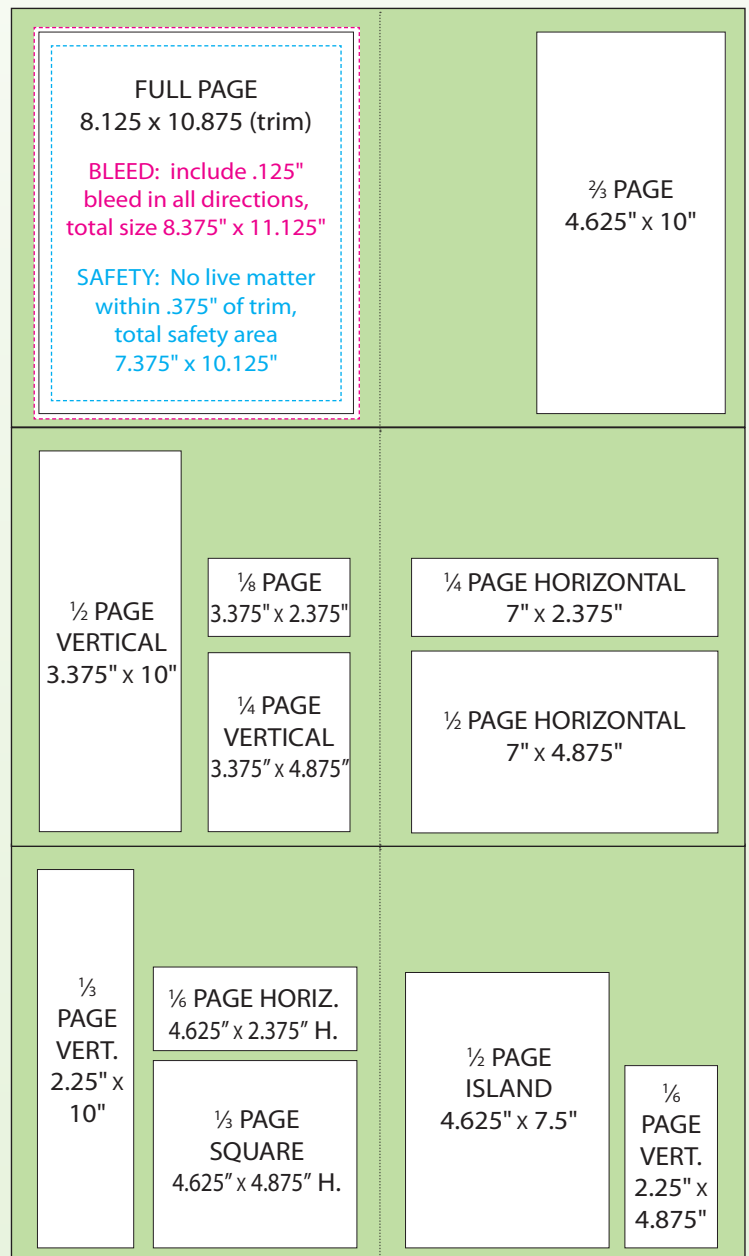 FULL PAGE
8.125 x 10.875 (trim)
BLEED:  include .125"
bleed in all directions,
total size 8.375" x 11.125"
SAFETY:  No live matter
within .375" of trim,
total safety area
7.375" x 10.125"
⅔ PAGE
4.625" x 10"
½ PAGE
VERTICAL
3.375" x 10"
⅛ PAGE
3.375" x 2.375"
¼ PAGE
VERTICAL
3.375" x 4.875"
¼ PAGE HORIZONTAL
7" x 2.375"
½ PAGE HORIZONTAL
7" x 4.875"
⅓
PAGE
VERT.
2.25" x
10"
⅙ PAGE HORIZ.
4.625" x 2.375" H.
⅓ PAGE
SQUARE
4.625" x 4.875" H.
½ PAGE
ISLAND
4.625" x 7.5"
⅙
PAGE
VERT.
2.25" x
4.875"